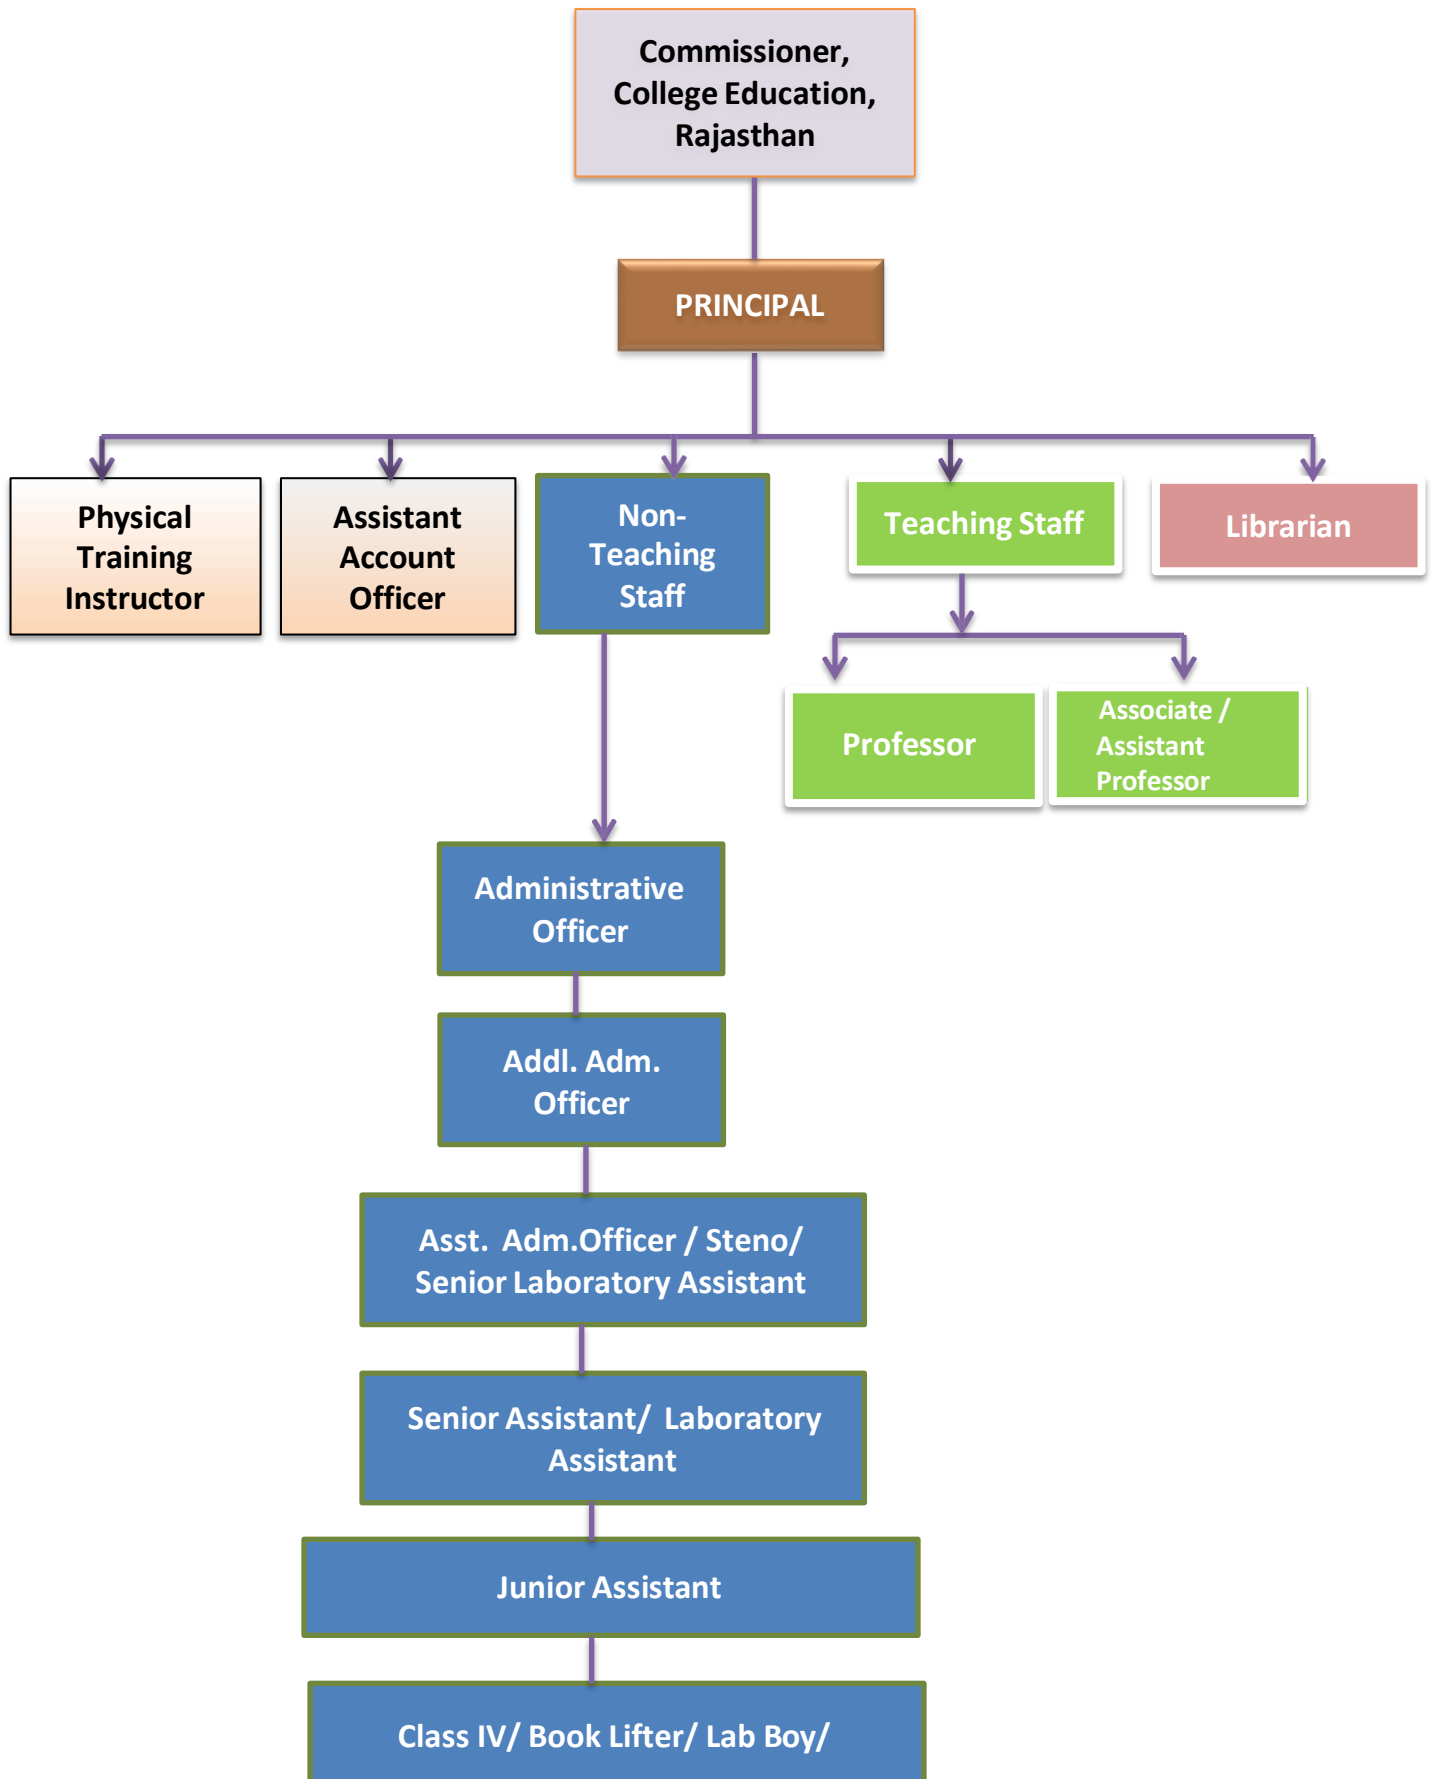 Commissioner,
College Education,
Rajasthan
PRINCIPAL
Physical
Training
Instructor
Assistant
Account
Officer
Non-
Teaching
Staff
Teaching Staff
Librarian
Professor
Associate /
Assistant
Professor
Administrative
Officer
Addl. Adm.
Officer
Asst.  Adm.Officer / Steno/
Senior Laboratory Assistant
Senior Assistant/  Laboratory
Assistant
Junior Assistant
Class IV/ Book Lifter/ Lab Boy/